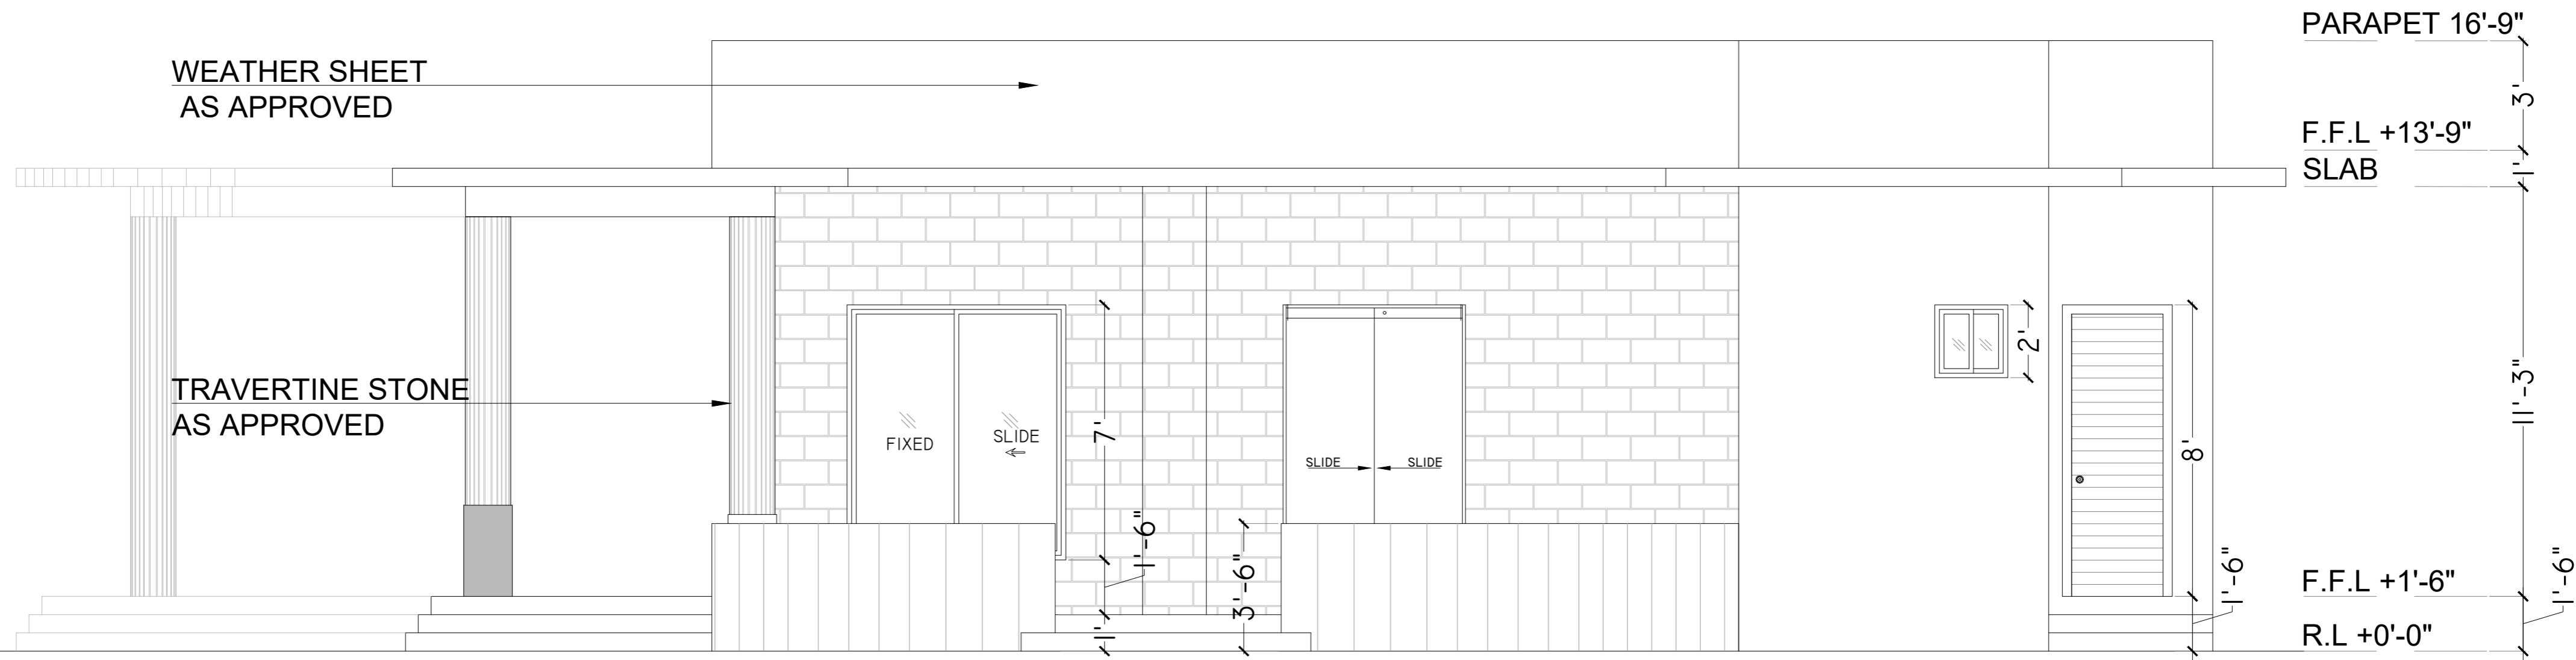 PARAPET 16'-9"
WEATHER SHEET
AS APPROVED
3'
F.F.L +13'-9"
SLAB
1'
TRAVERTINE STONE
AS APPROVED
FIXED
SLIDE
7'
SLIDE
SLIDE
2'
8'
11'-3"
1'-6"
3'-6"
1'
1'-6"
F.F.L +1'-6"
1'-6"
R.L +0'-0"